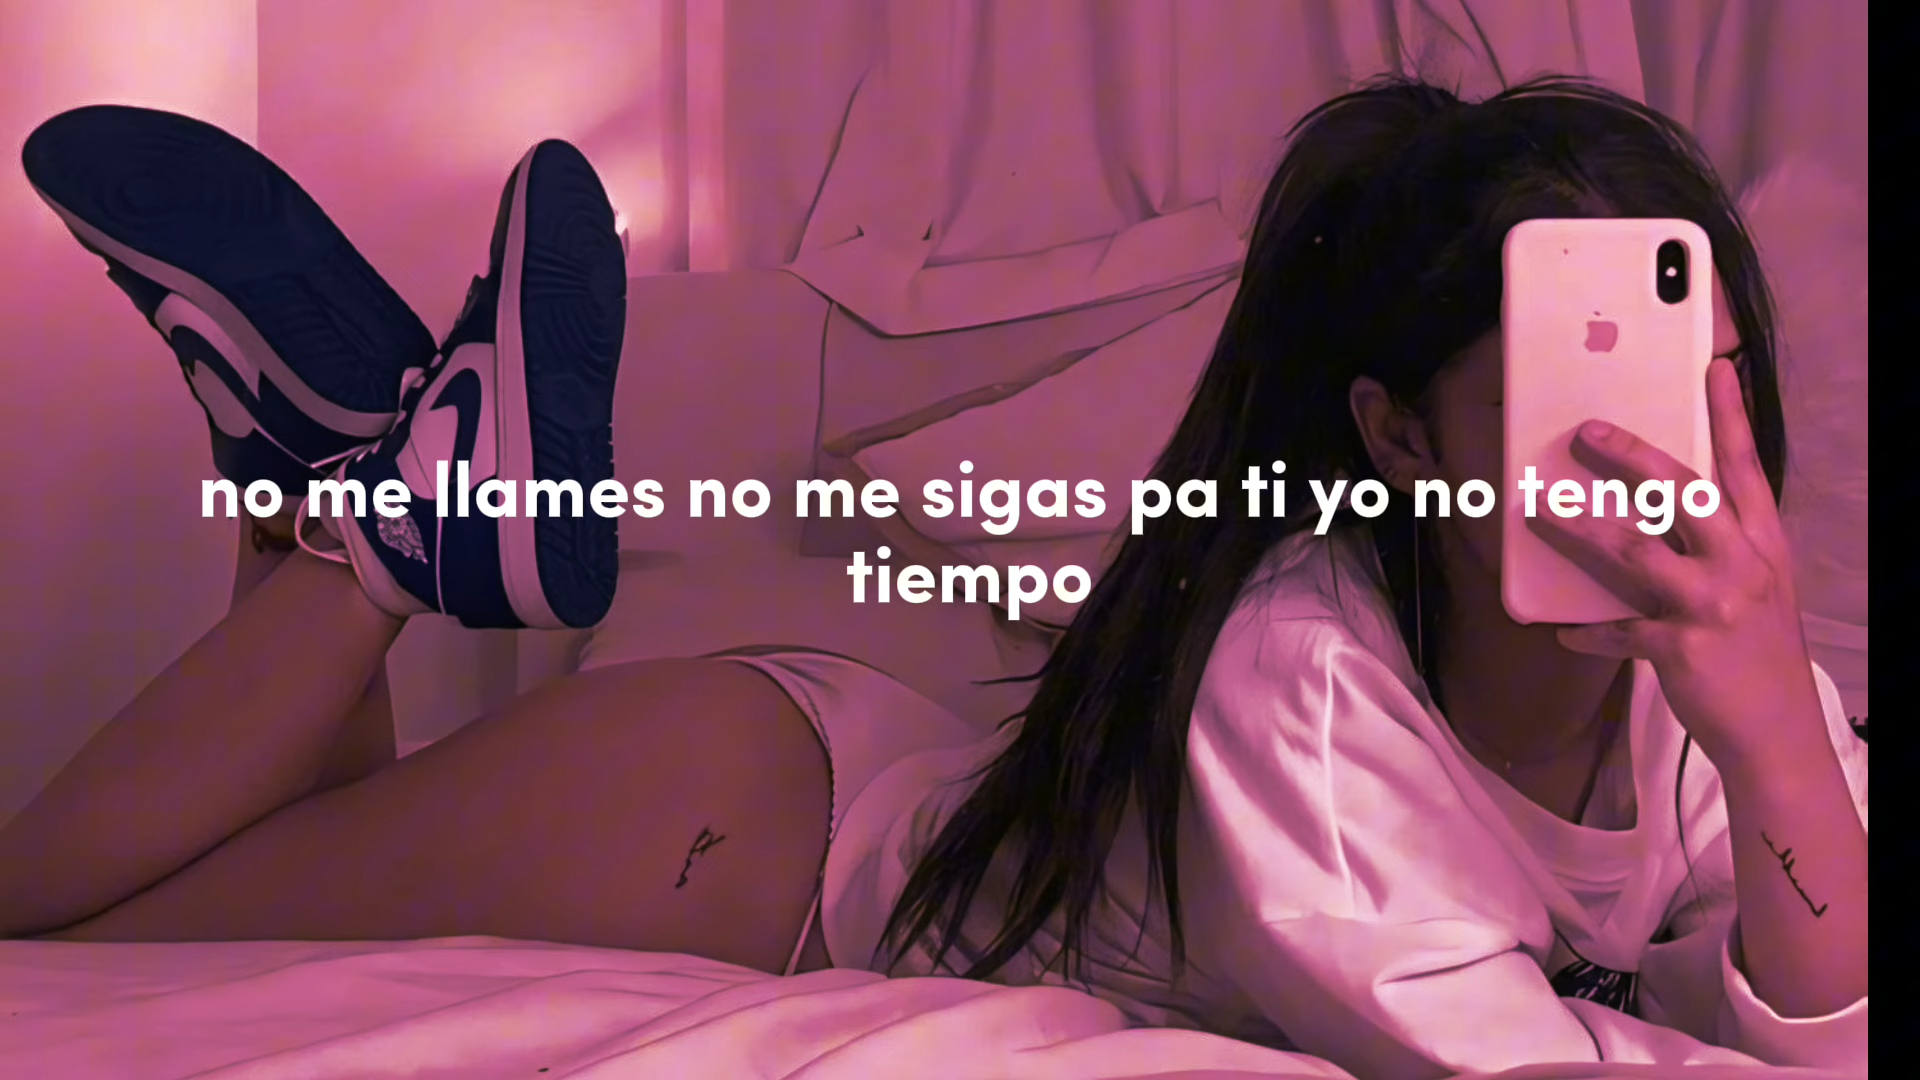 no me llames no me sigas pa ti yo no tengo
tiempo